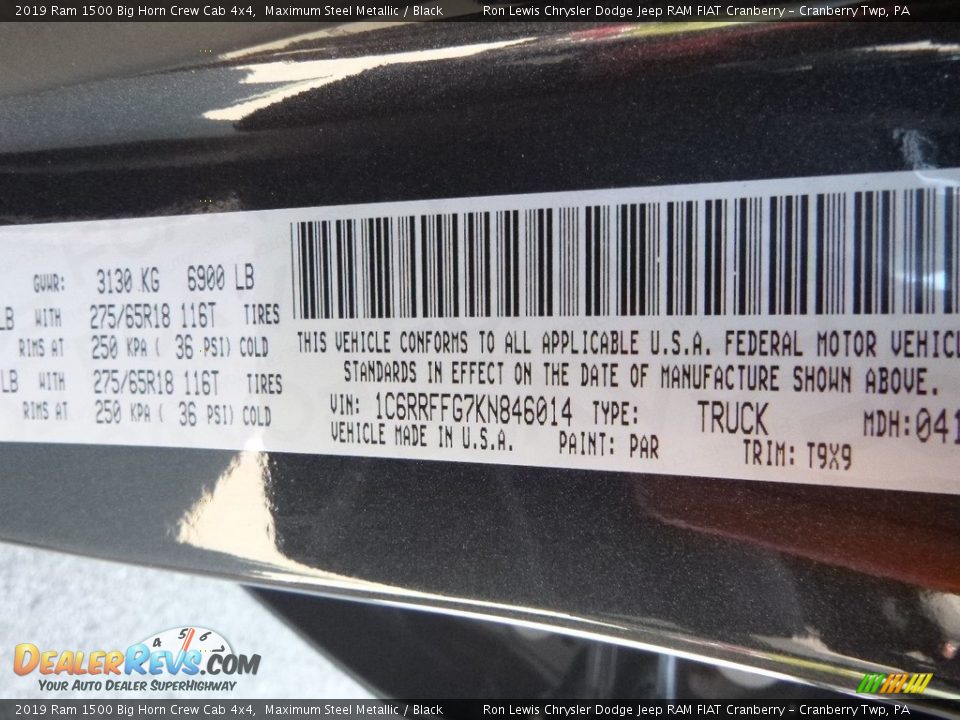 2019 Ram 1500 Big Horn Crew Cab 4x4, Maximum Steel Metallic / Black Ron Lewis Chrysler Dodge Jeep RAM FIAT Cranberry - Cranberry Twp, PA
GVWR: 3130 KG 6900 LB
LB WITH 275/65R18 116T TIRES
RIMS AT 250 KPA ( 36 PSI) COLD
LB WITH 275/65R18 116T TIRES
RIMS AT 250 KPA ( 36 PSI) COLD
THIS VEHICLE CONFORMS TO ALL APPLICABLE U.S.A. FEDERAL MOTOR VEHICL
STANDARDS IN EFFECT ON THE DATE OF MANUFACTURE SHOWN ABOVE.
VIN: 1C6RRFFG7KN846014 TYPE: TRUCK MDH: 041
VEHICLE MADE IN U.S.A. PAINT: PAR TRIM: T9X9
4 5 6
DEALERREVS.COM
YOUR AUTO DEALER SUPERHIGHWAY
2019 Ram 1500 Big Horn Crew Cab 4x4, Maximum Steel Metallic / Black Ron Lewis Chrysler Dodge Jeep RAM FIAT Cranberry - Cranberry Twp, PA